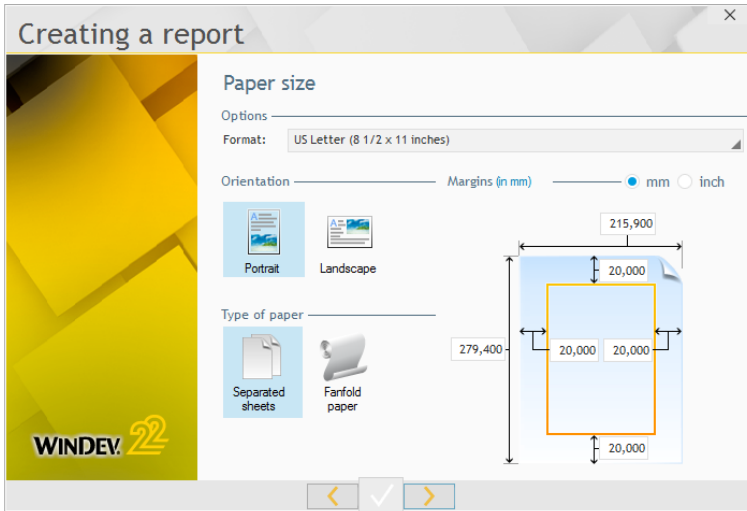 Creating a report
Paper size
Options
Format: US Letter (8 1/2 x 11 inches)
Orientation
Margins (in mm) mm inch
Portrait Landscape
215,900
20,000
Type of paper
279,400 20,000 20,000
Separated sheets
Fanfold paper
20,000
WINDEV. 22